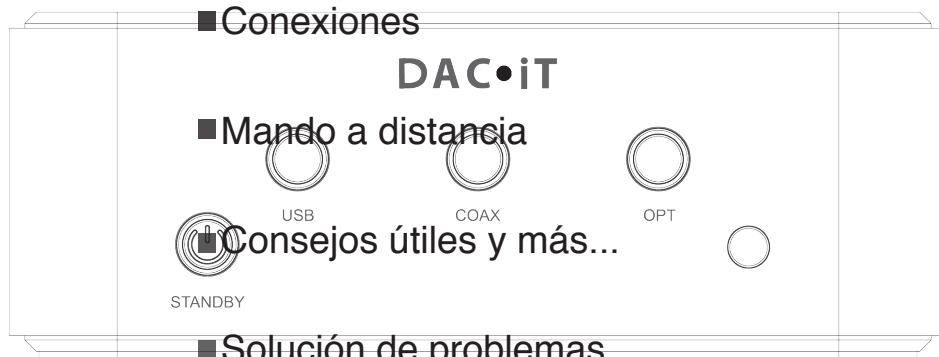 ■Conexiones
DAC•iT
■Mando a distancia
USB COAX OPT
■Consejos útiles y más...
STANDBY
■Solución de problemas